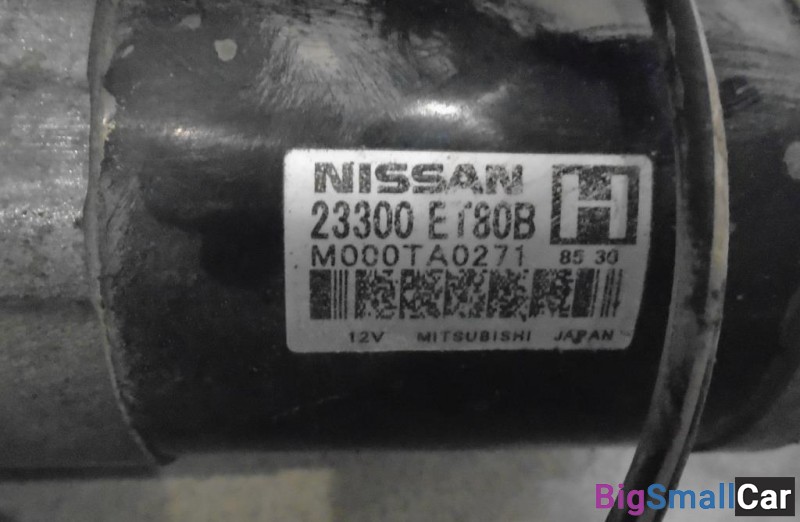 NISSAN
H
23300 ET80B
M000TA0271 85 30
12V MITSUBISHI JAPAN
BigSmallCar